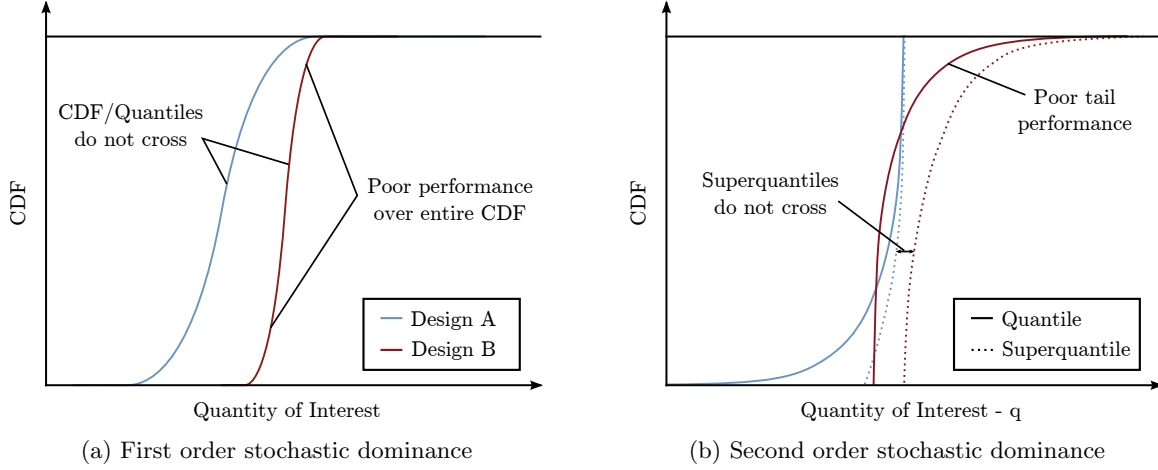 CDF/Quantiles
do not cross
Poor performance
over entire CDF
CDF
Design A
Design B
Quantity of Interest
(a) First order stochastic dominance
Poor tail
performance
Superquantiles
do not cross
CDF
Quantile
Superquantile
Quantity of Interest - q
(b) Second order stochastic dominance